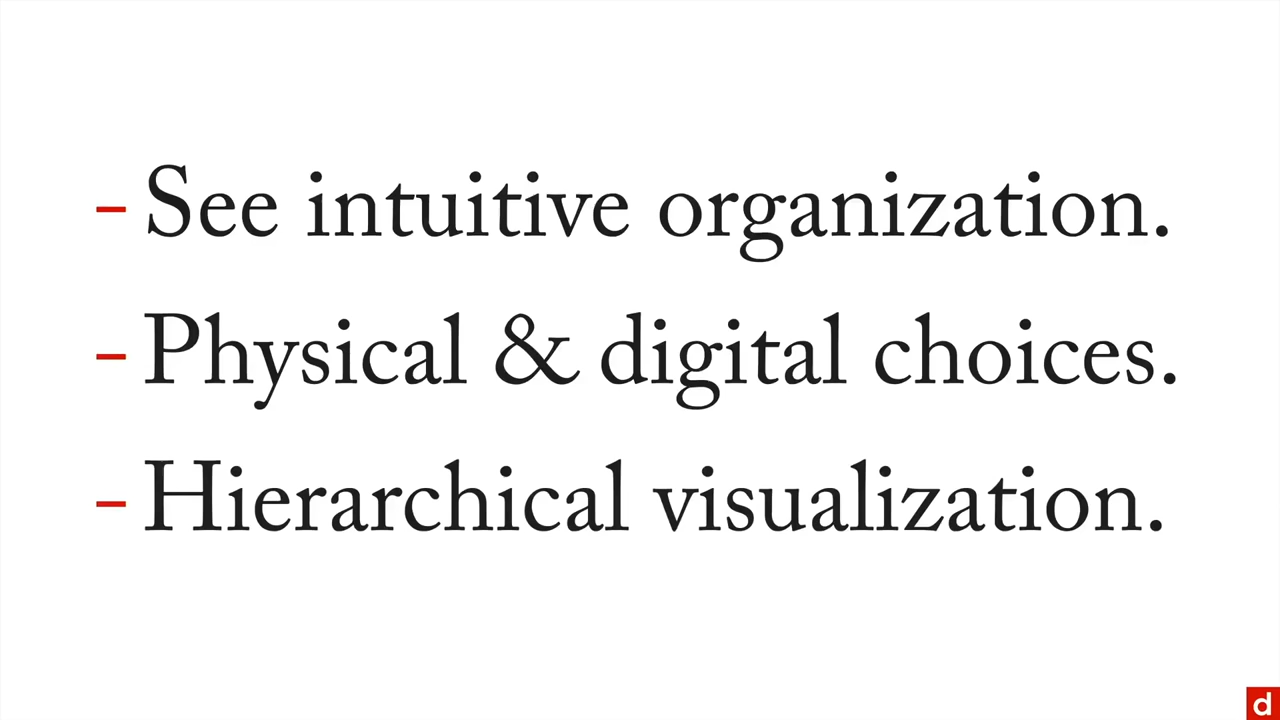 - See intuitive organization.
- Physical & digital choices.
- Hierarchical visualization.
d